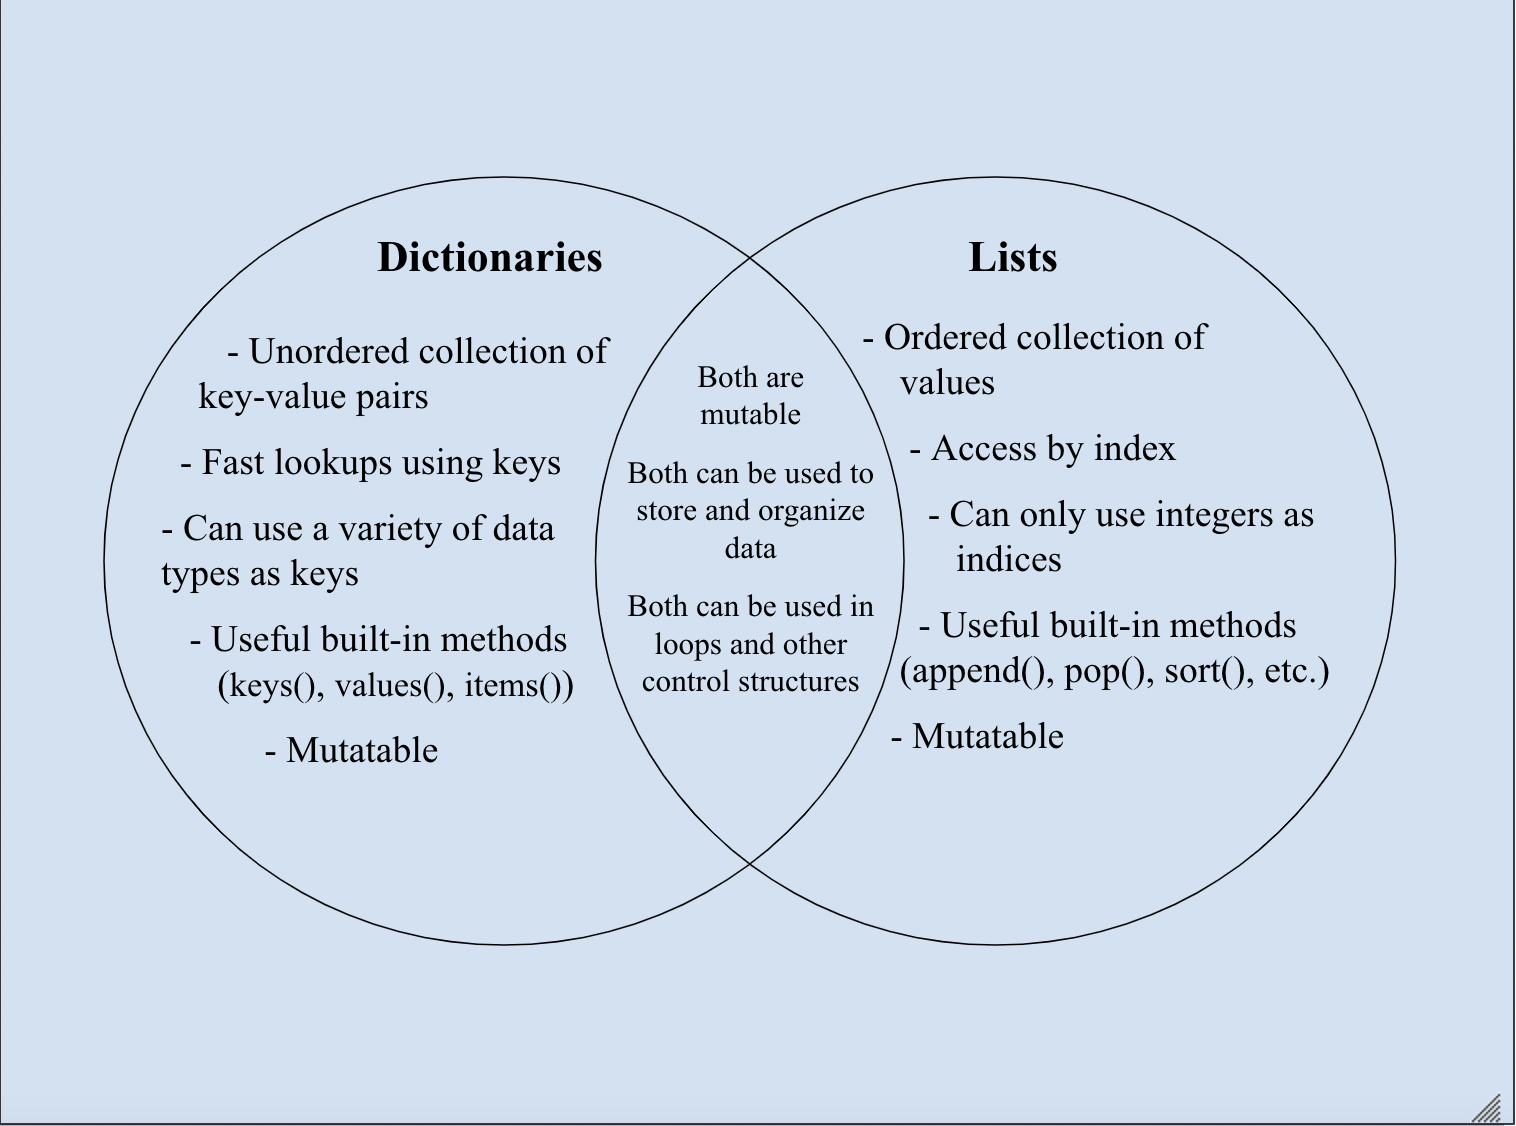 Dictionaries
- Unordered collection of
key-value pairs
- Fast lookups using keys
- Can use a variety of data
types as keys
- Useful built-in methods
(keys(), values(), items())
- Mutatable
Both are
mutable
Both can be used to
store and organize
data
Both can be used in
loops and other
control structures
Lists
- Ordered collection of
values
- Access by index
- Can only use integers as
indices
- Useful built-in methods
(append(), pop(), sort(), etc.)
- Mutatable